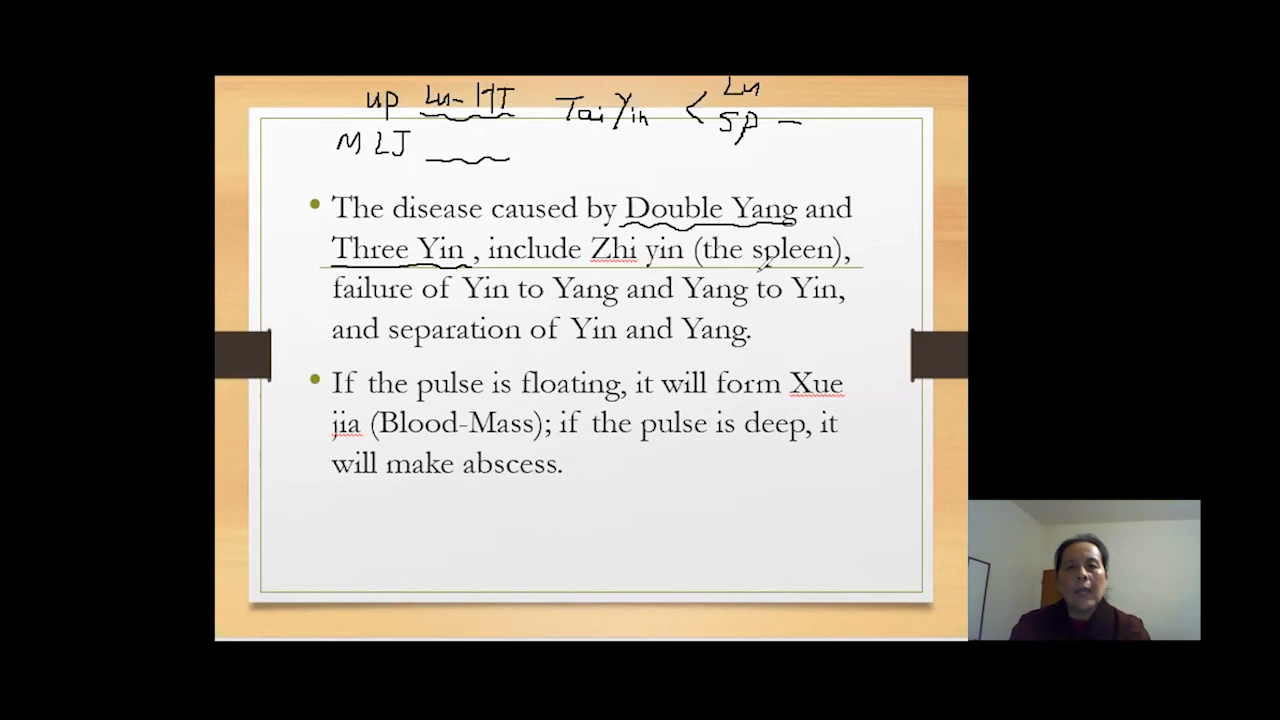 up Lu-HT Tai Yin < Lu
SP -
MLJ
• The disease caused by Double Yang and
Three Yin , include Zhi yin (the spleen),
failure of Yin to Yang and Yang to Yin,
and separation of Yin and Yang.
• If the pulse is floating, it will form Xue
jia (Blood-Mass); if the pulse is deep, it
will make abscess.